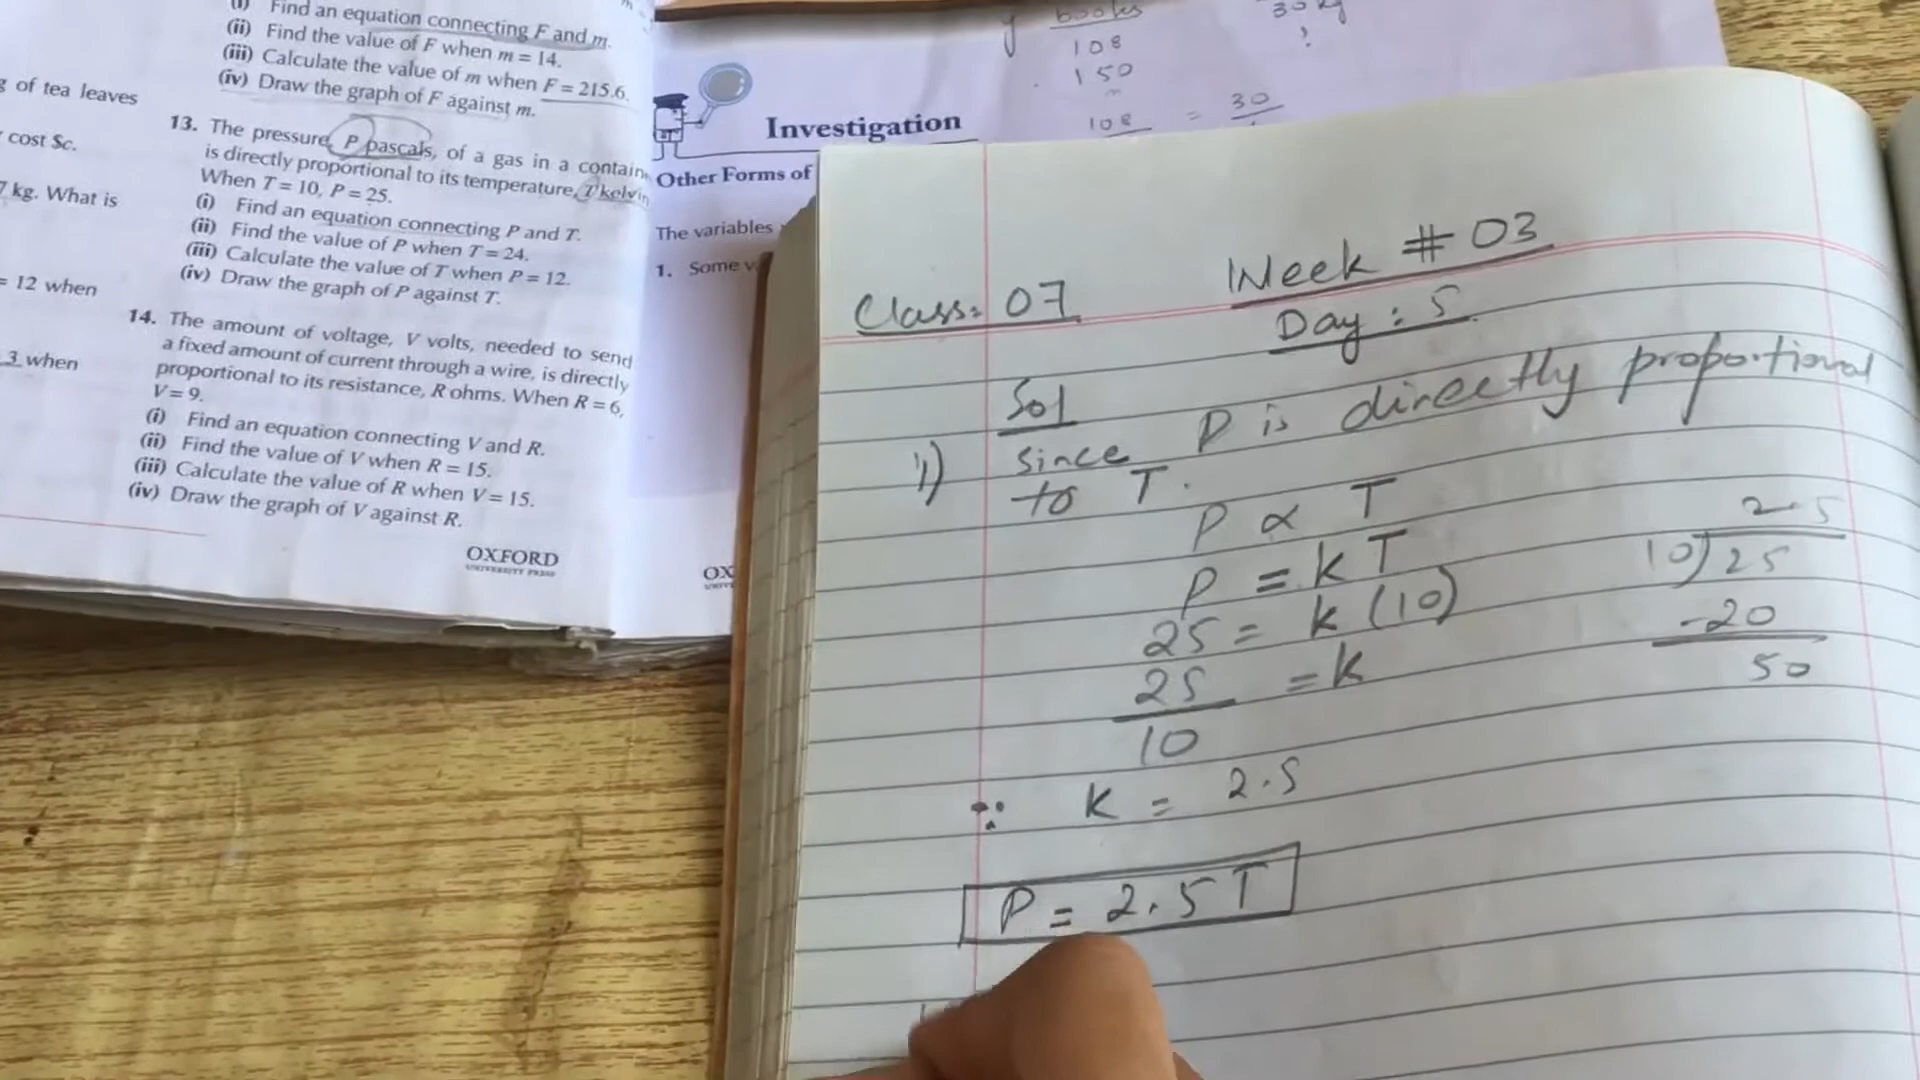 Find an equation connecting F and m.
(ii) Find the value of F when m = 14.
(iii) Calculate the value of m when F = 215.6.
(iv) Draw the graph of F against m.
of tea leaves
cost $c.
kg. What is
= 12 when
3 when
13. The pressure, P pascals, of a gas in a
is directly proportional to its temperature, T kelvin
When T = 10, P = 25.
(i) Find an equation connecting P and T.
(ii) Find the value of P when T = 24.
(iii) Calculate the value of T when P = 12.
(iv) Draw the graph of P against T.
14. The amount of voltage, V volts, needed to send
a fixed amount of current through a wire, is directly
proportional to its resistance, R ohms. When R = 6,
V = 9.
(i) Find an equation connecting V and R.
(ii) Find the value of V when R = 15.
(iii) Calculate the value of R when V = 15.
(iv) Draw the graph of V against R.
OXFORD
UNIVERSITY PRESS
Investigation
Other Forms of
The variables
1. Some
OX
y books
108
150
108 = 30
30 kg
?
Week # 03
Class: 07
Day: 5
Sol
i) Since P is directly proportional
to T.
P ∝ T
P = kT
25 = k (10)
25 = k
10
∴ k = 2.5
P = 2.5 T
2.5
10)25
-20
50